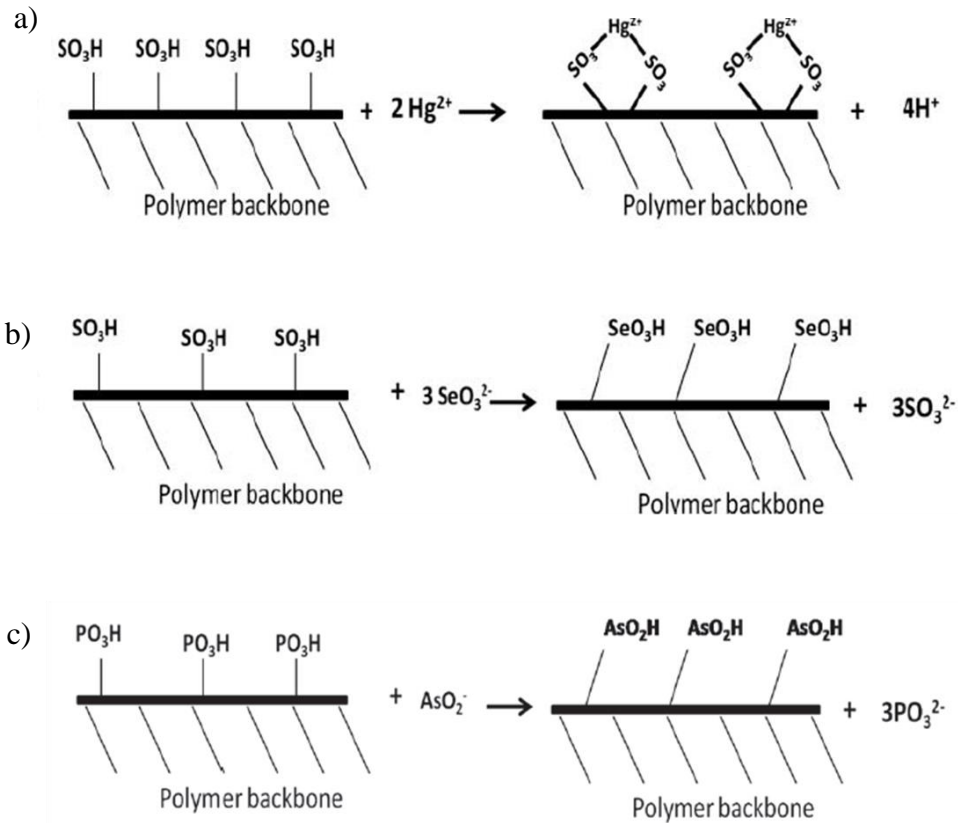 a)
SO₃H SO₃H SO₃H SO₃H
+ 2 Hg²⁺
Polymer backbone
Hg²⁺ Hg²⁺
SO₃ SO₃ SO₃ SO₃
+ 4H⁺
Polymer backbone
b)
SO₃H SO₃H SO₃H
+ 3 SeO₃²⁻
Polymer backbone
SeO₃H SeO₃H SeO₃H
+ 3SO₃²⁻
Polymer backbone
c)
PO₃H PO₃H PO₃H
+ AsO₂⁻
Polymer backbone
AsO₂H AsO₂H AsO₂H
+ 3PO₃²⁻
Polymer backbone